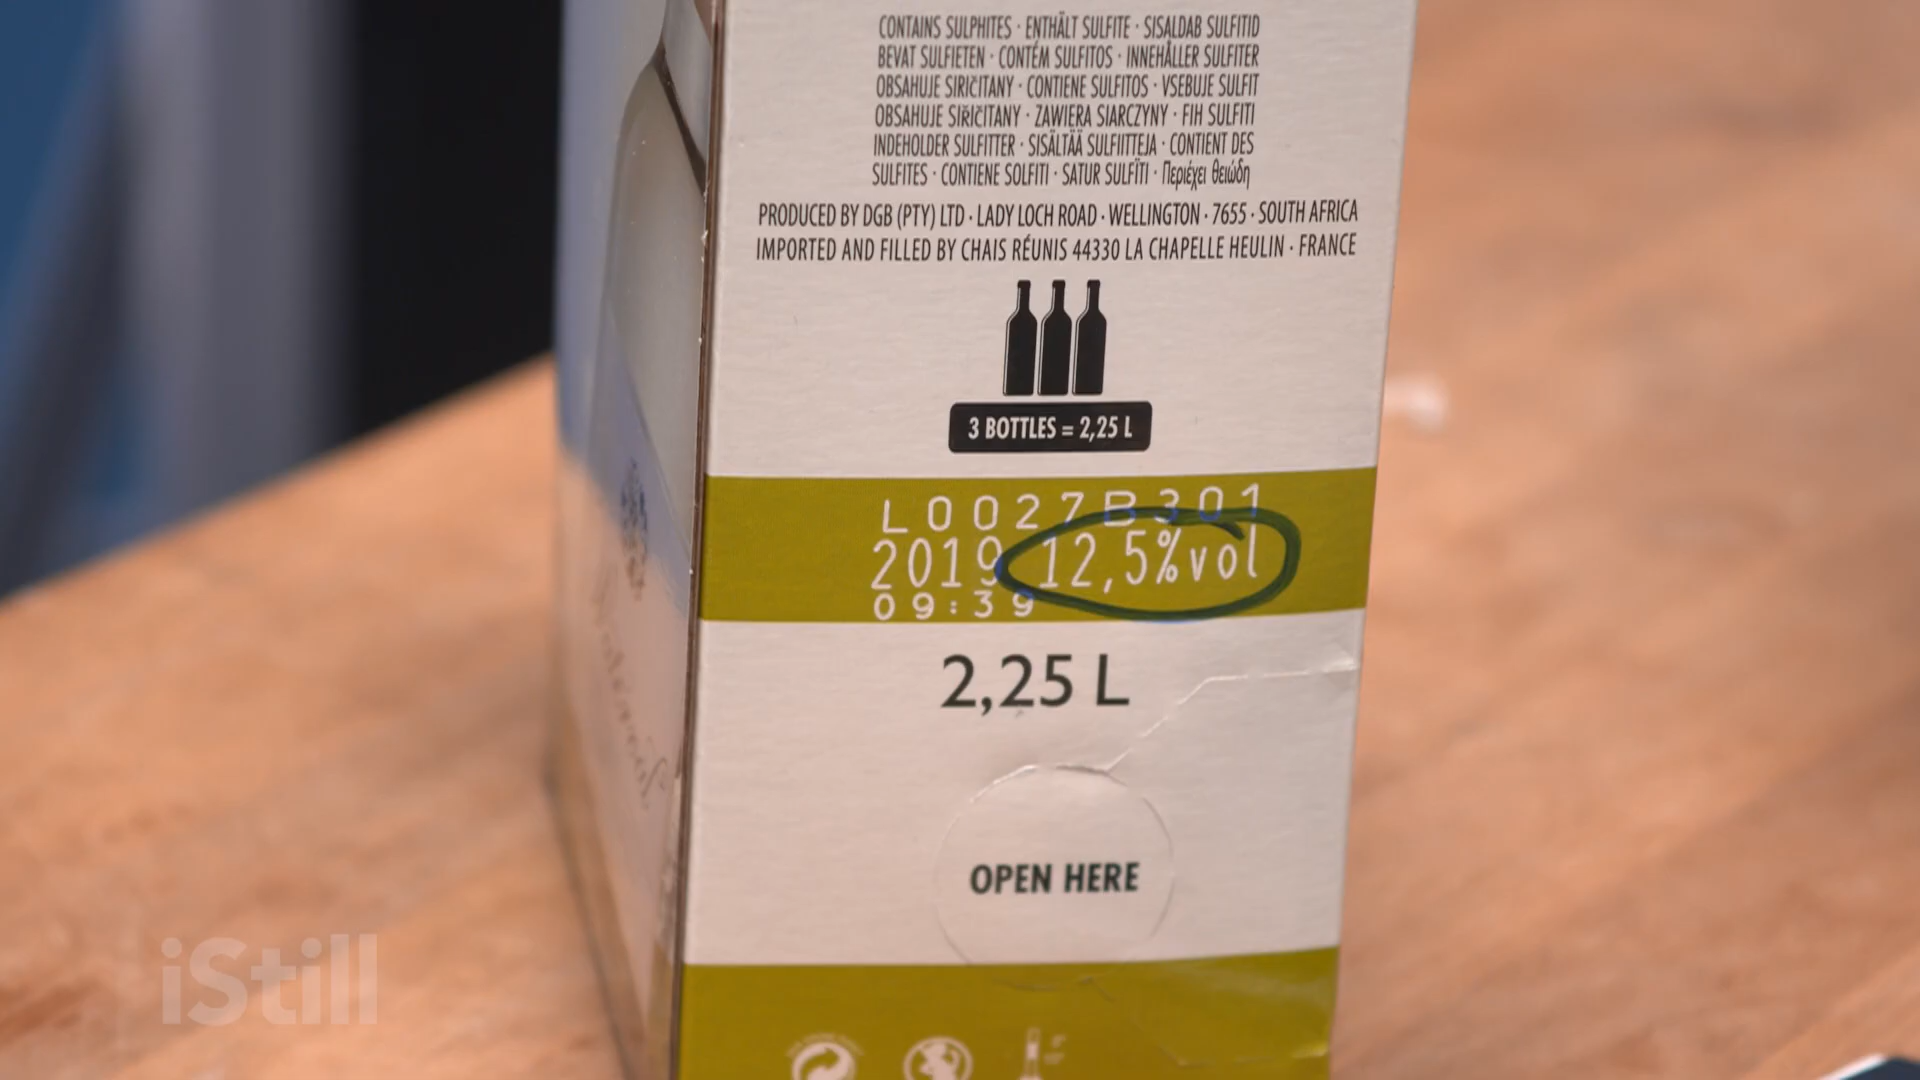 CONTAINS SULPHITES · ENTHÄLT SULFITE · SISALDAB SULFITID
BEVAT SULFIETEN · CONTÉM SULFITOS · INNEHÅLLER SULFITER
OBSAHUJE SIRIČITANY · CONTIENE SULFITOS · VSEBUJE SULFIT
OBSAHUJE SIŘIČITANY · ZAWIERA SIARCZYNY · FIH SULFITI
INDEHOLDER SULFITTER · SISÄLTÄÄ SULFIITTEJA · CONTIENT DES
SULFITES · CONTIENE SOLFITI · SATUR SULFĪTI · Περιέχει θειώδη
PRODUCED BY DGB (PTY) LTD · LADY LOCH ROAD · WELLINGTON · 7655 · SOUTH AFRICA
IMPORTED AND FILLED BY CHAIS RÉUNIS 44330 LA CHAPELLE HEULIN · FRANCE
3 BOTTLES = 2,25 L
L0027B301
2019 12,5%vol
09:39
2,25 L
OPEN HERE
iStill